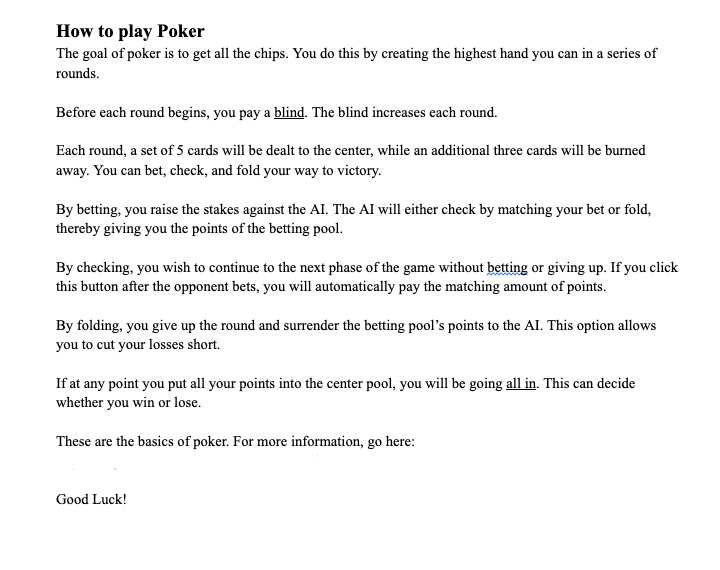 How to play Poker
The goal of poker is to get all the chips. You do this by creating the highest hand you can in a series of
rounds.
Before each round begins, you pay a blind. The blind increases each round.
Each round, a set of 5 cards will be dealt to the center, while an additional three cards will be burned
away. You can bet, check, and fold your way to victory.
By betting, you raise the stakes against the AI. The AI will either check by matching your bet or fold,
thereby giving you the points of the betting pool.
By checking, you wish to continue to the next phase of the game without betting or giving up. If you click
this button after the opponent bets, you will automatically pay the matching amount of points.
By folding, you give up the round and surrender the betting pool’s points to the AI. This option allows
you to cut your losses short.
If at any point you put all your points into the center pool, you will be going all in. This can decide
whether you win or lose.
These are the basics of poker. For more information, go here:
Good Luck!